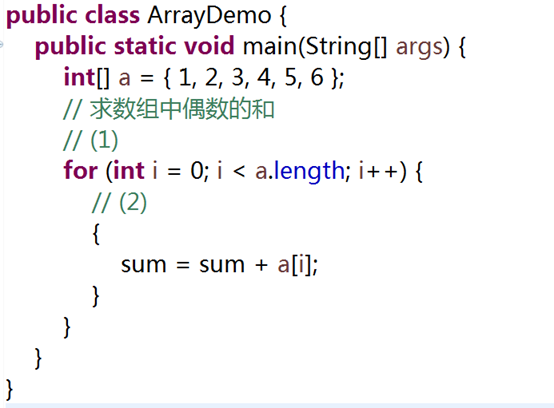 public class ArrayDemo {
public static void main(String[] args) {
int[] a = { 1, 2, 3, 4, 5, 6 };
// 求数组中偶数的和
// (1)
for (int i = 0; i < a.length; i++) {
// (2)
{
sum = sum + a[i];
}
}
}
}